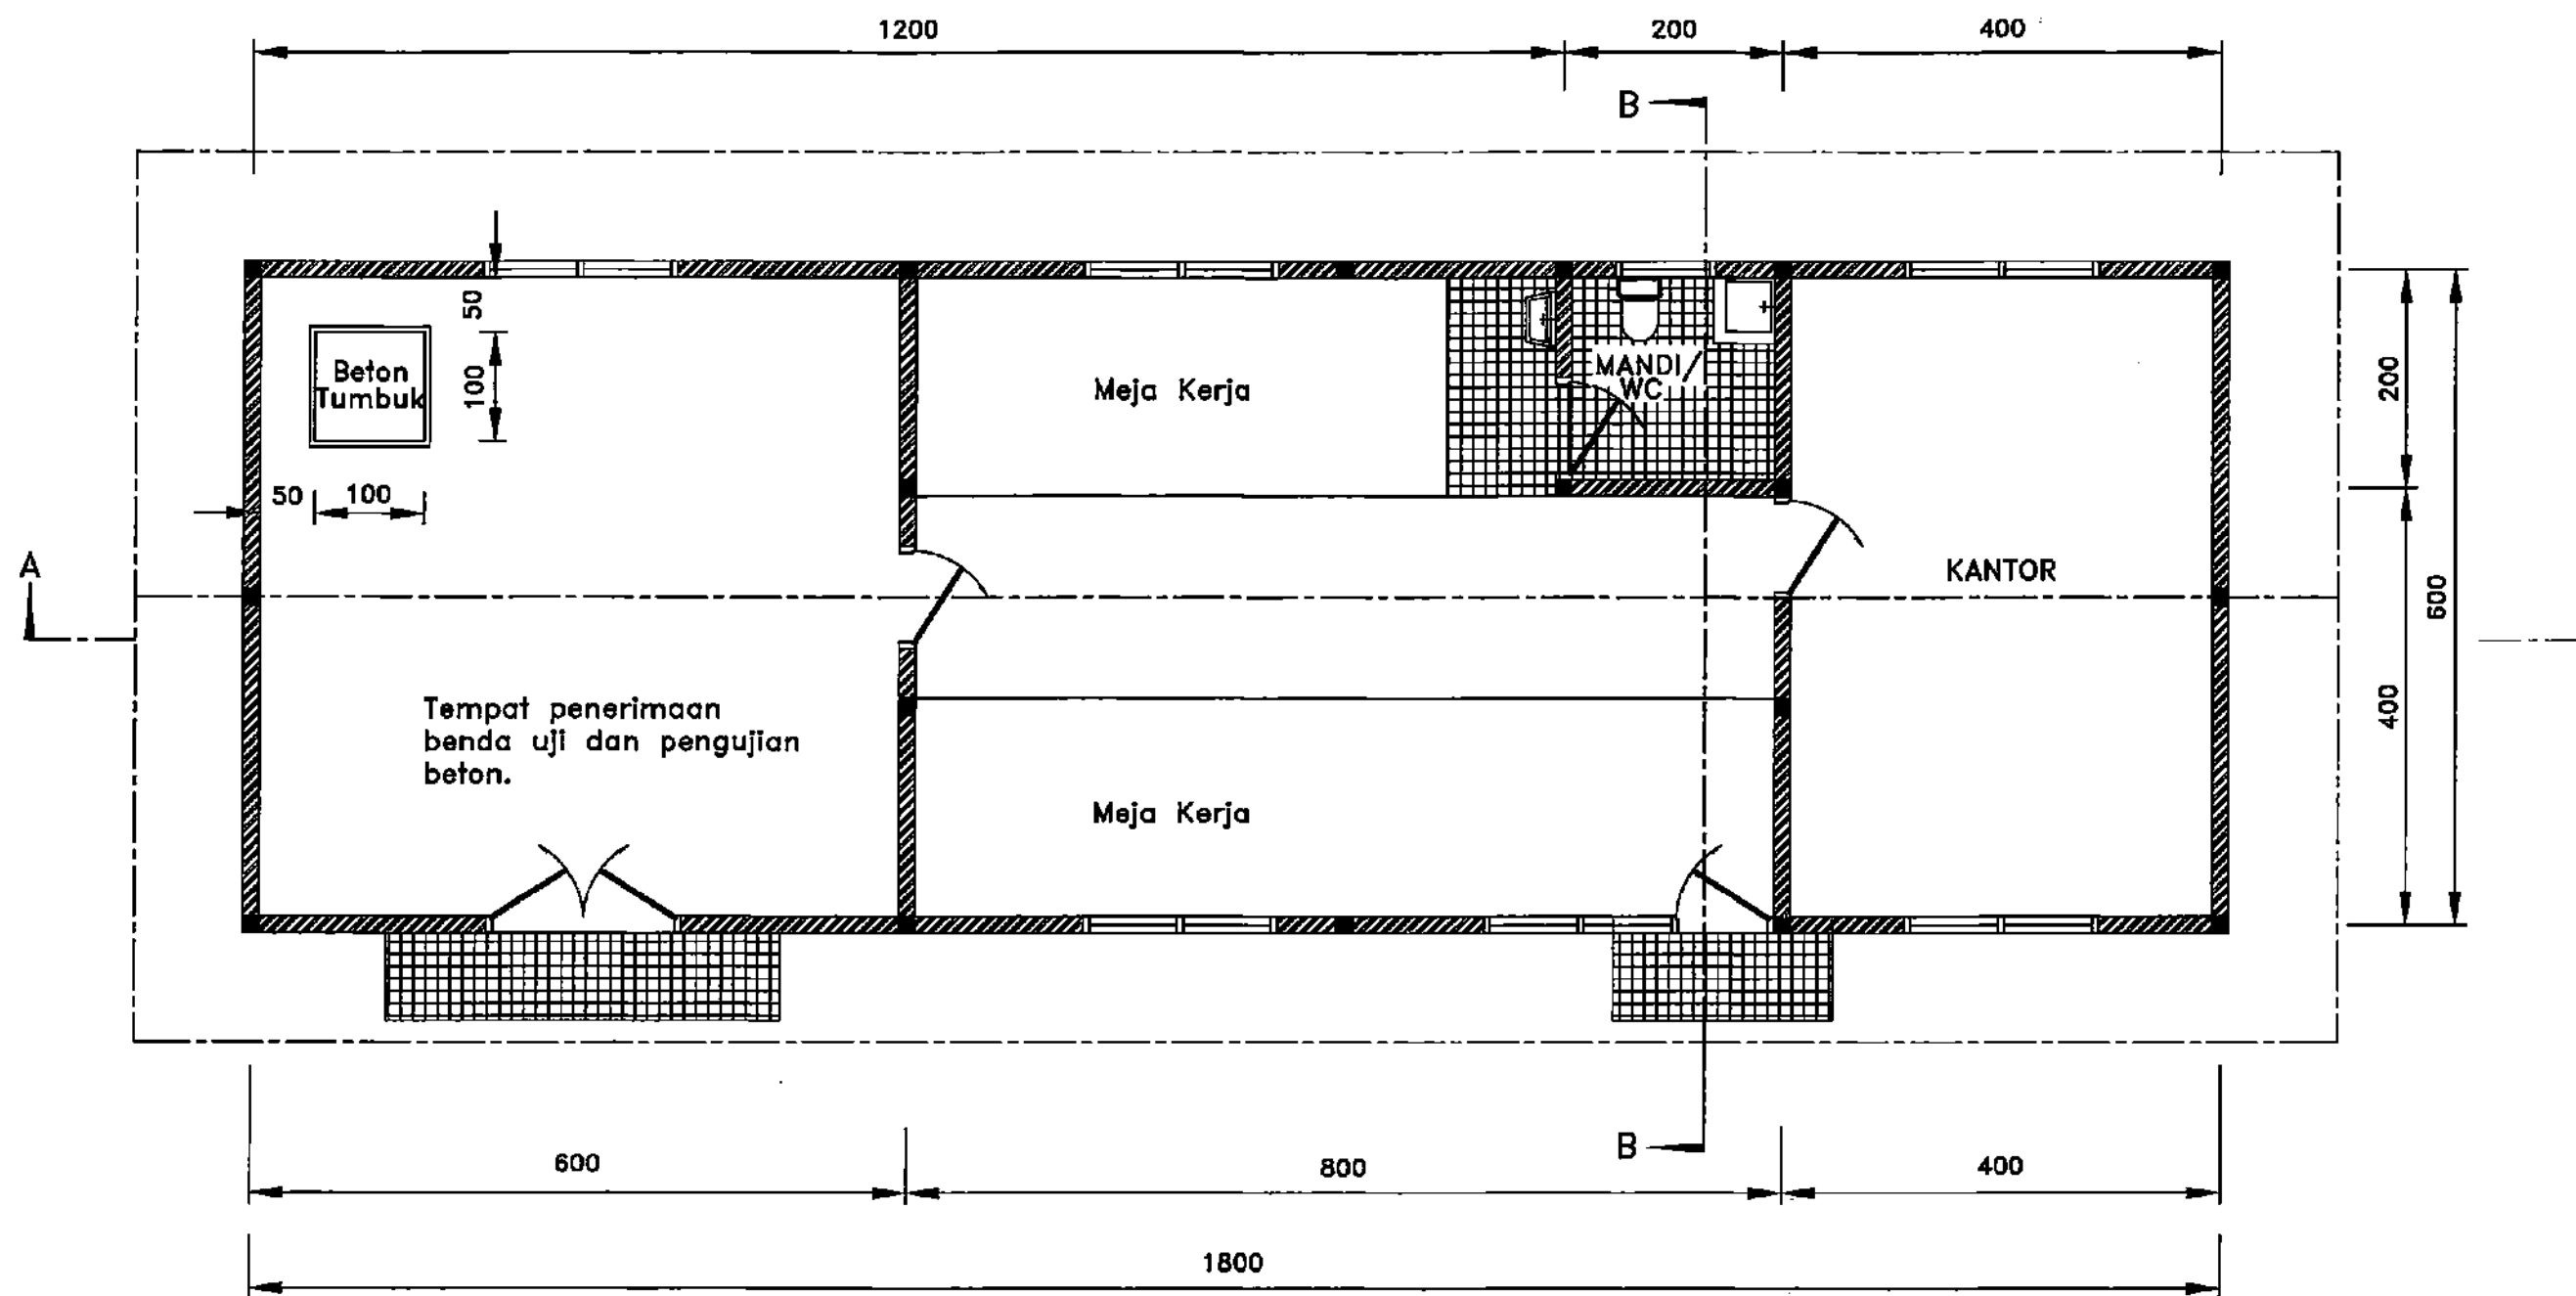 1200
200
400
B
50
Beton
Tumbuk
100
50
100
Meja Kerja
MANDI/
WC
200
A
KANTOR
600
400
Tempat penerimaan
benda uji dan pengujian
beton.
Meja Kerja
B
600
800
400
1800